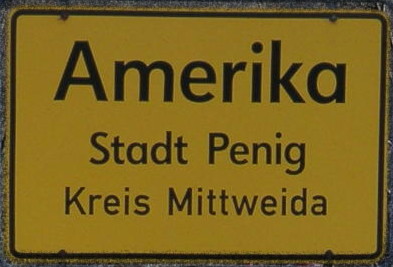 Amerika
Stadt Penig
Kreis Mittweida